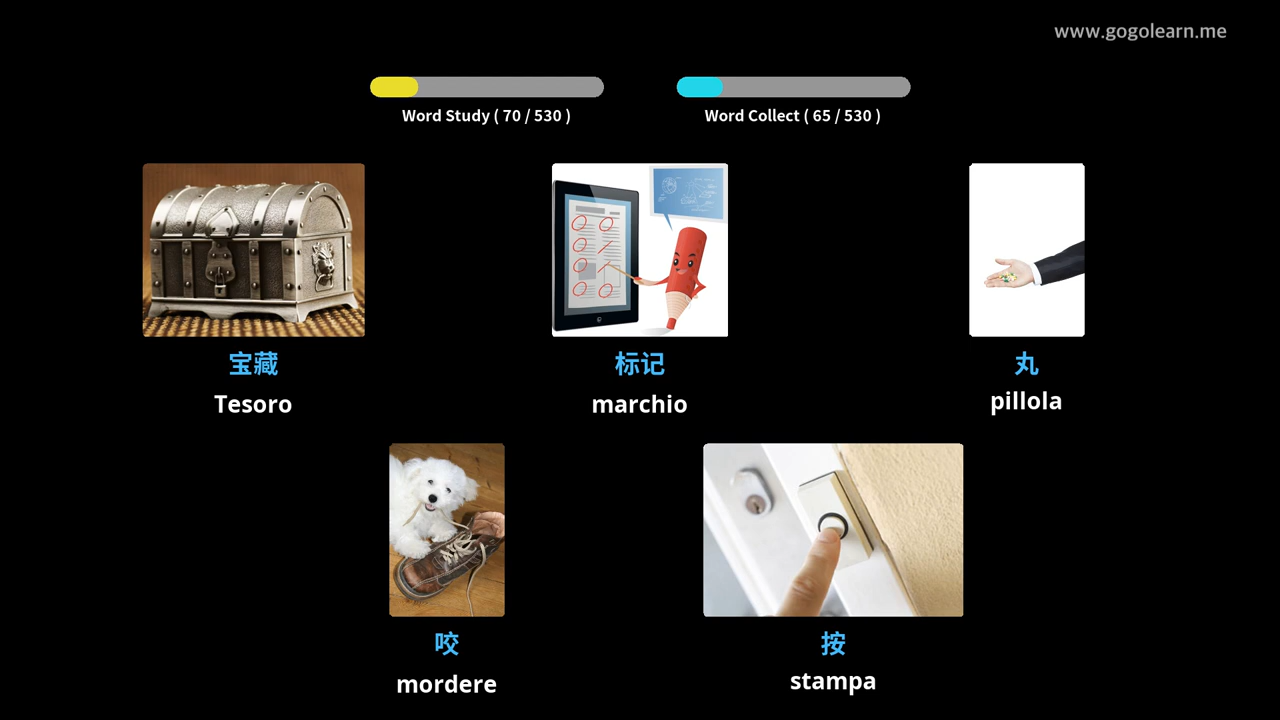 www.gogolearn.me
Word Study ( 70 / 530 )
Word Collect ( 65 / 530 )
宝藏
Tesoro
标记
marchio
丸
pillola
咬
mordere
按
stampa